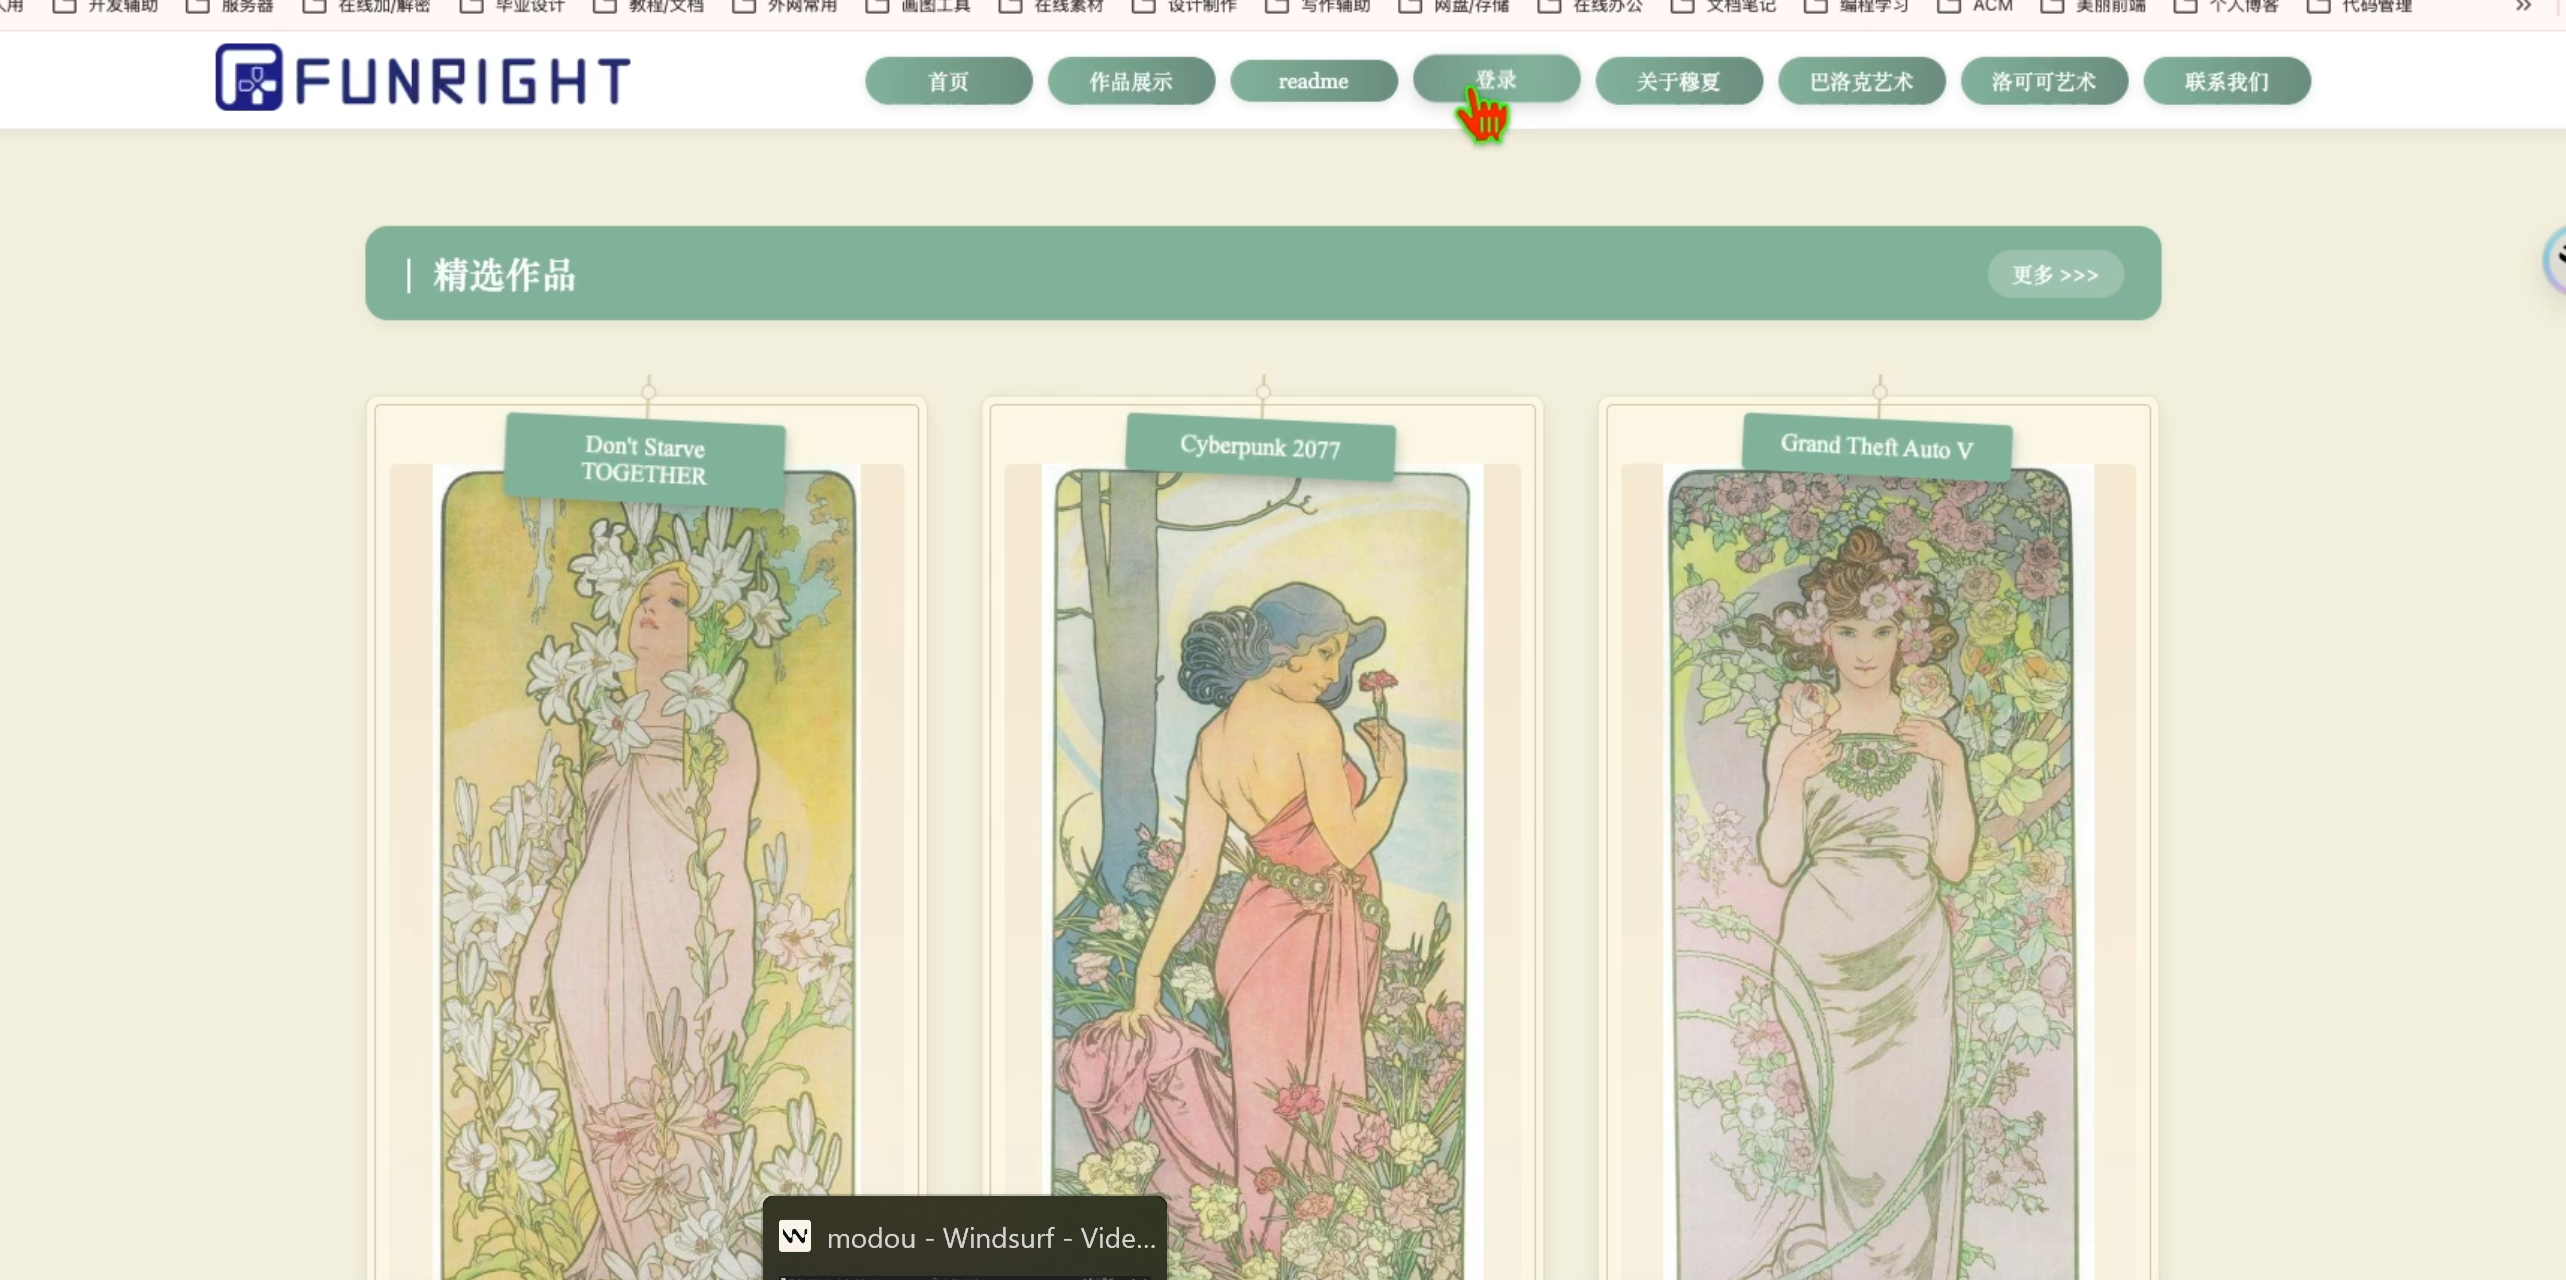 开发辅助 服务器 在线加/解密 毕业设计 教程/文档 外网常用 画图工具 在线素材 设计制作 写作辅助 网盘/存储 在线办公 文档笔记 编程学习 ACM 美丽前端 个人博客 代码管理 »
FUNRIGHT
首页 作品展示 readme 登录 关于穆夏 巴洛克艺术 洛可可艺术 联系我们
精选作品 更多 >>>
Don't Starve
TOGETHER
Cyberpunk 2077
Grand Theft Auto V
modou - Windsurf - Vide...